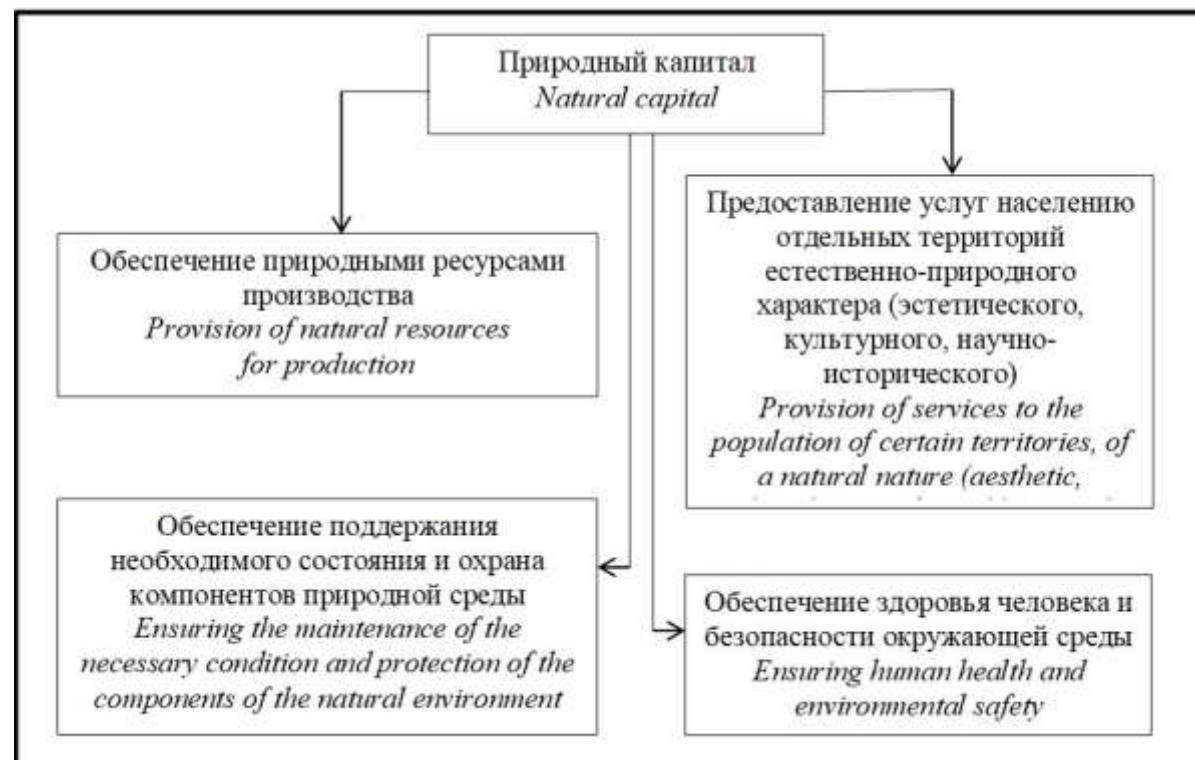 Природный капитал
Natural capital
Обеспечение природными ресурсами
производства
Provision of natural resources
for production
Предоставление услуг населению
отдельных территорий
естественно-природного
характера (эстетического,
культурного, научно-
исторического)
Provision of services to the
population of certain territories, of
a natural nature (aesthetic,
Обеспечение поддержания
необходимого состояния и охрана
компонентов природной среды
Ensuring the maintenance of the
necessary condition and protection of the
components of the natural environment
Обеспечение здоровья человека и
безопасности окружающей среды
Ensuring human health and
environmental safety